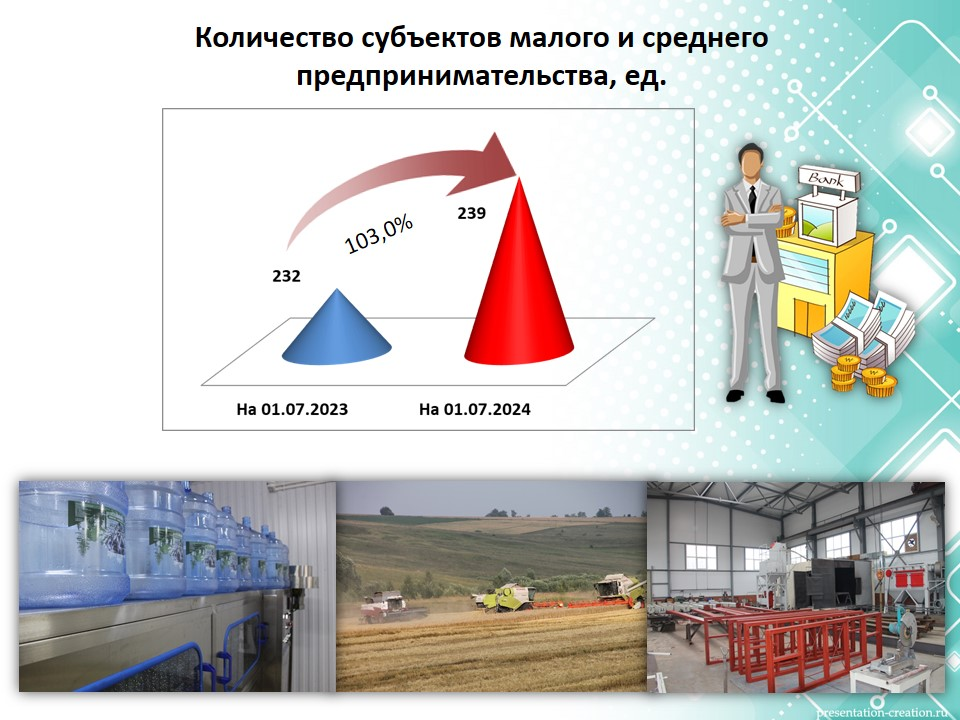 Количество субъектов малого и среднего
предпринимательства, ед.
239
103,0%
232
На 01.07.2023 На 01.07.2024
Bank
presentation-creation.ru